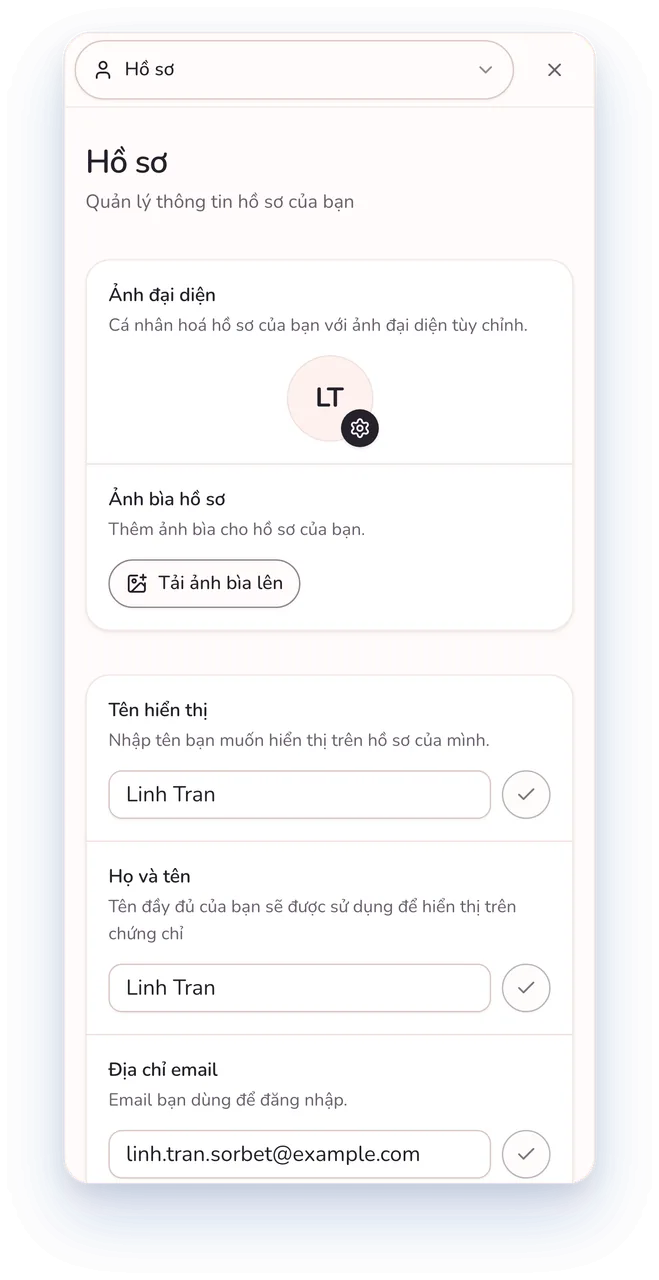 Hồ sơ
Hồ sơ
Quản lý thông tin hồ sơ của bạn
Ảnh đại diện
Cá nhân hoá hồ sơ của bạn với ảnh đại diện tùy chỉnh.
LT
Ảnh bìa hồ sơ
Thêm ảnh bìa cho hồ sơ của bạn.
Tải ảnh bìa lên
Tên hiển thị
Nhập tên bạn muốn hiển thị trên hồ sơ của mình.
Linh Tran
Họ và tên
Tên đầy đủ của bạn sẽ được sử dụng để hiển thị trên
chứng chỉ
Linh Tran
Địa chỉ email
Email bạn dùng để đăng nhập.
linh.tran.sorbet@example.com